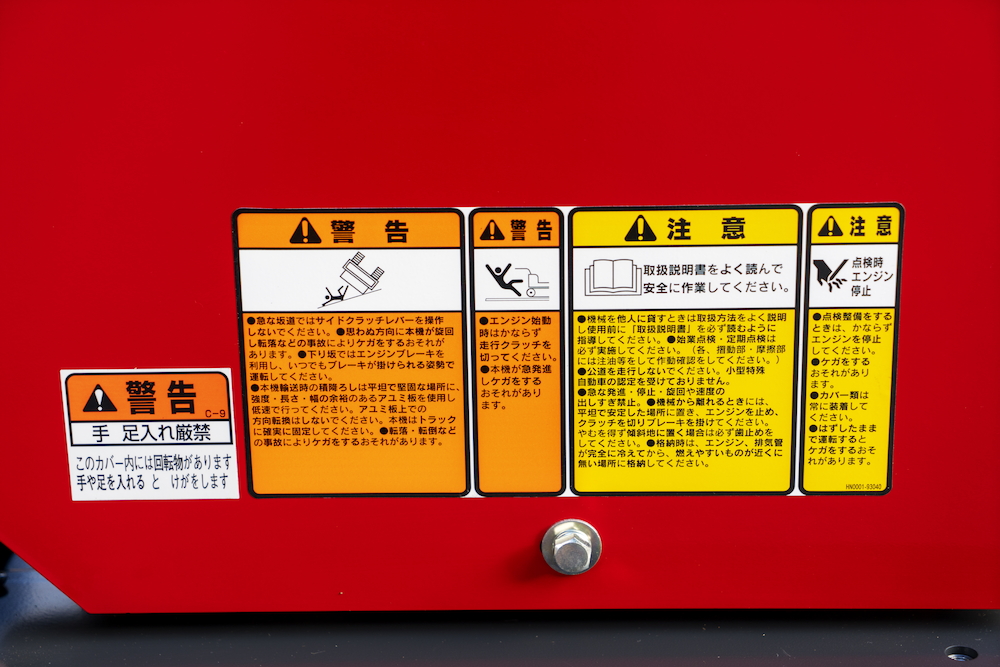 警告
C-9
手 足入れ厳禁
このカバー内には回転物があります
手や足を入れる と けがをします
警告
●急な坂道ではサイドクラッチレバーを操作
しないでください。●思わぬ方向に本機が旋回
し転落などの事故によりケガをするおそれが
あります。●下り坂ではエンジンブレーキを
利用し、いつでもブレーキが掛けられる姿勢で
運転してください。
●本機輸送時の積降ろしは平坦で堅固な場所に、
強度・長さ・幅の余裕のあるアユミ板を使用し
低速で行ってください。アユミ板上での
方向転換はしないでください。本機はトラック
に確実に固定してください。●転落・転倒など
の事故によりケガをするおそれがあります。
警告
●エンジン始動
時はかならず
走行クラッチを
切ってください。
●本機が急発進
しケガをする
おそれがあり
ます。
注意
取扱説明書をよく読んで
安全に作業してください。
●機械を他人に貸すときは取扱方法をよく説明
し使用前に「取扱説明書」を必ず読むように
指導してください。●始業点検・定期点検は
必ず実施してください。（各、摺動部・摩擦部
には注油等をして作動確認をしてください。）
●公道を走行しないでください。小型特殊
自動車の認定を受けておりません。
●急な発進・停止・旋回や速度の
出しすぎ禁止。●機械から離れるときには、
平坦で安定した場所に置き、エンジンを止め、
クラッチを切りブレーキを掛けてください。
やむを得ず傾斜地に置く場合は必ず歯止めを
してください。●格納時は、エンジン、排気管
が完全に冷えてから、燃えやすいものが近くに
無い場所に格納してください。
注意
点検時
エンジン
停止
●点検整備をする
ときは、かならず
エンジンを停止
してください。
●ケガをする
おそれがあり
ます。
●カバー類は
常に装着して
ください。
●はずしたまま
で運転すると
ケガをするおそ
れがあります。
HN0001-93040